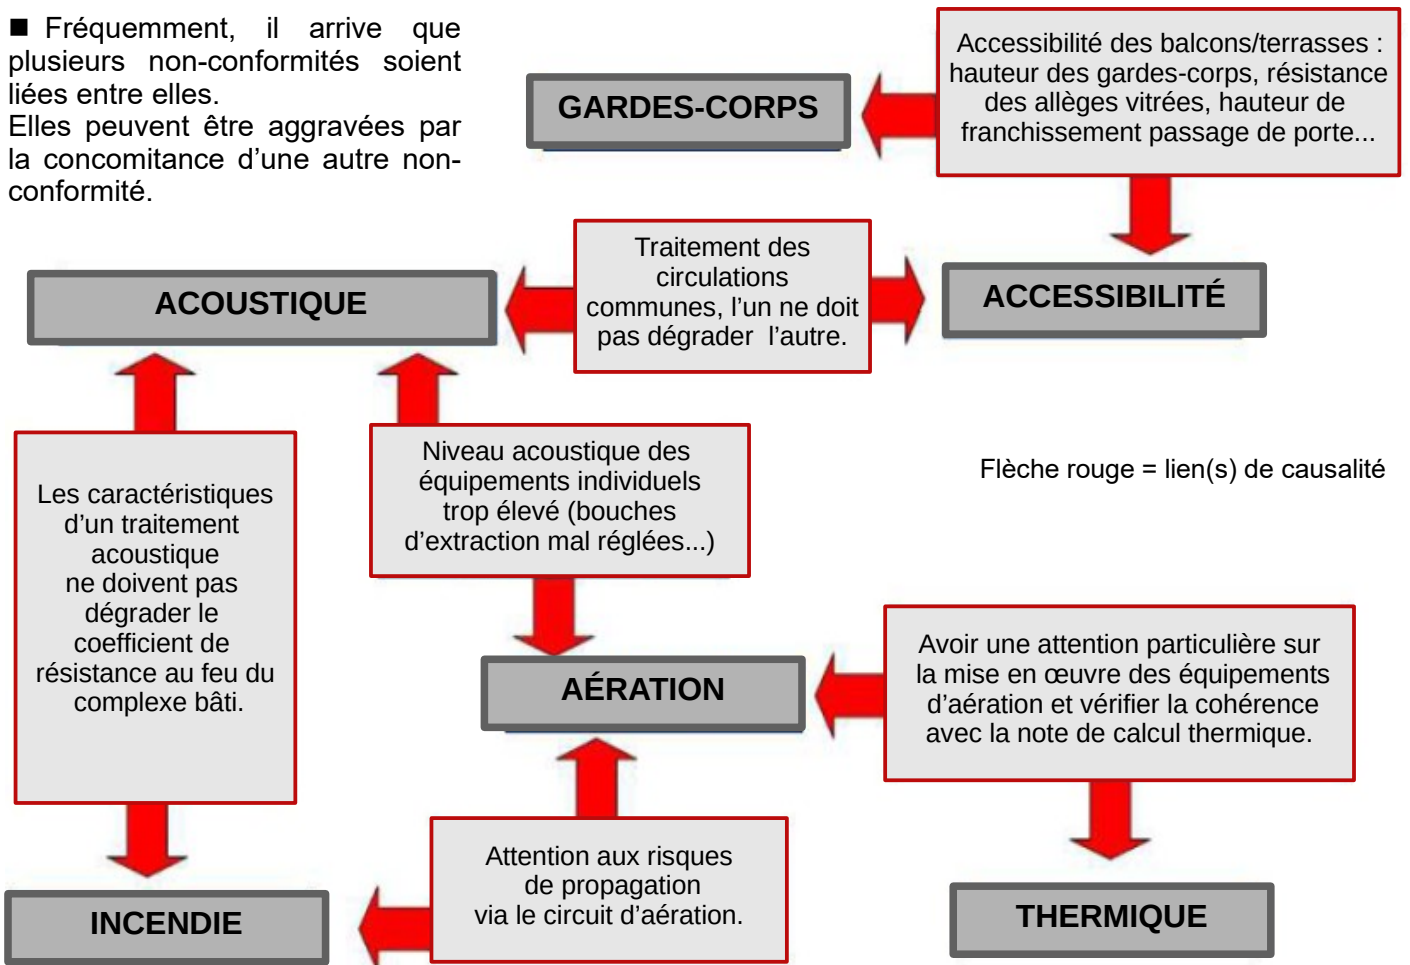 ■ Fréquemment, il arrive que
plusieurs non-conformités soient
liées entre elles.
Elles peuvent être aggravées par
la concomitance d'une autre non-
conformité.
GARDES-CORPS
Accessibilité des balcons/terrasses :
hauteur des gardes-corps, résistance
des allèges vitrées, hauteur de
franchissement passage de porte...
ACOUSTIQUE
Traitement des
circulations
communes, l'un ne doit
pas dégrader l'autre.
ACCESSIBILITÉ
Les caractéristiques
d'un traitement
acoustique
ne doivent pas
dégrader le
coefficient de
résistance au feu du
complexe bâti.
Niveau acoustique des
équipements individuels
trop élevé (bouches
d'extraction mal réglées...)
Flèche rouge = lien(s) de causalité
AÉRATION
Avoir une attention particulière sur
la mise en œuvre des équipements
d'aération et vérifier la cohérence
avec la note de calcul thermique.
INCENDIE
Attention aux risques
de propagation
via le circuit d'aération.
THERMIQUE